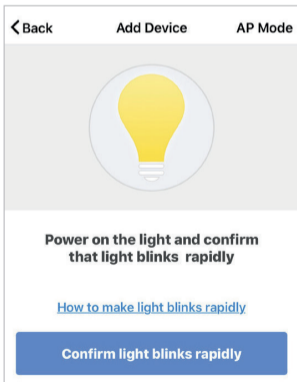 Back Add Device AP Mode
Power on the light and confirm
that light blinks rapidly
How to make light blinks rapidly
Confirm light blinks rapidly